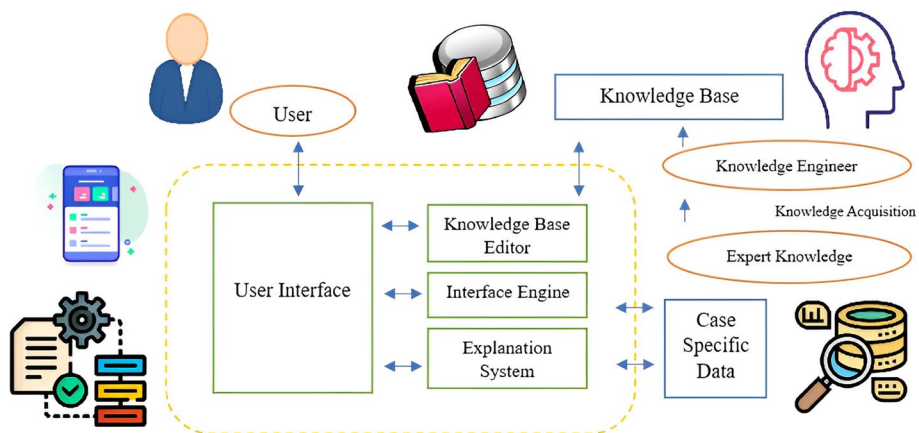 User
Knowledge Base
Knowledge Engineer
Knowledge Acquisition
Expert Knowledge
User Interface
Knowledge Base
Editor
Interface Engine
Explanation
System
Case
Specific
Data